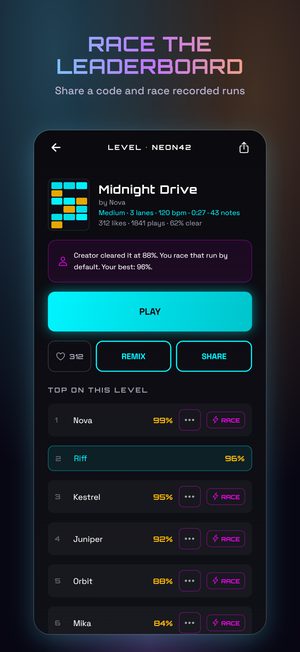 RACE THE
LEADERBOARD
Share a code and race recorded runs
LEVEL · NEON42
Midnight Drive
by Nova
Medium · 3 lanes · 120 bpm · 0:27 · 43 notes
312 likes · 1841 plays · 62% clear
Creator cleared it at 88%. You race that run by
default. Your best: 96%.
PLAY
312
REMIX
SHARE
TOP ON THIS LEVEL
1 Nova 99% ••• RACE
2 Riff 96%
3 Kestrel 95% ••• RACE
4 Juniper 92% ••• RACE
5 Orbit 88% ••• RACE
6 Mika 84% ••• RACE